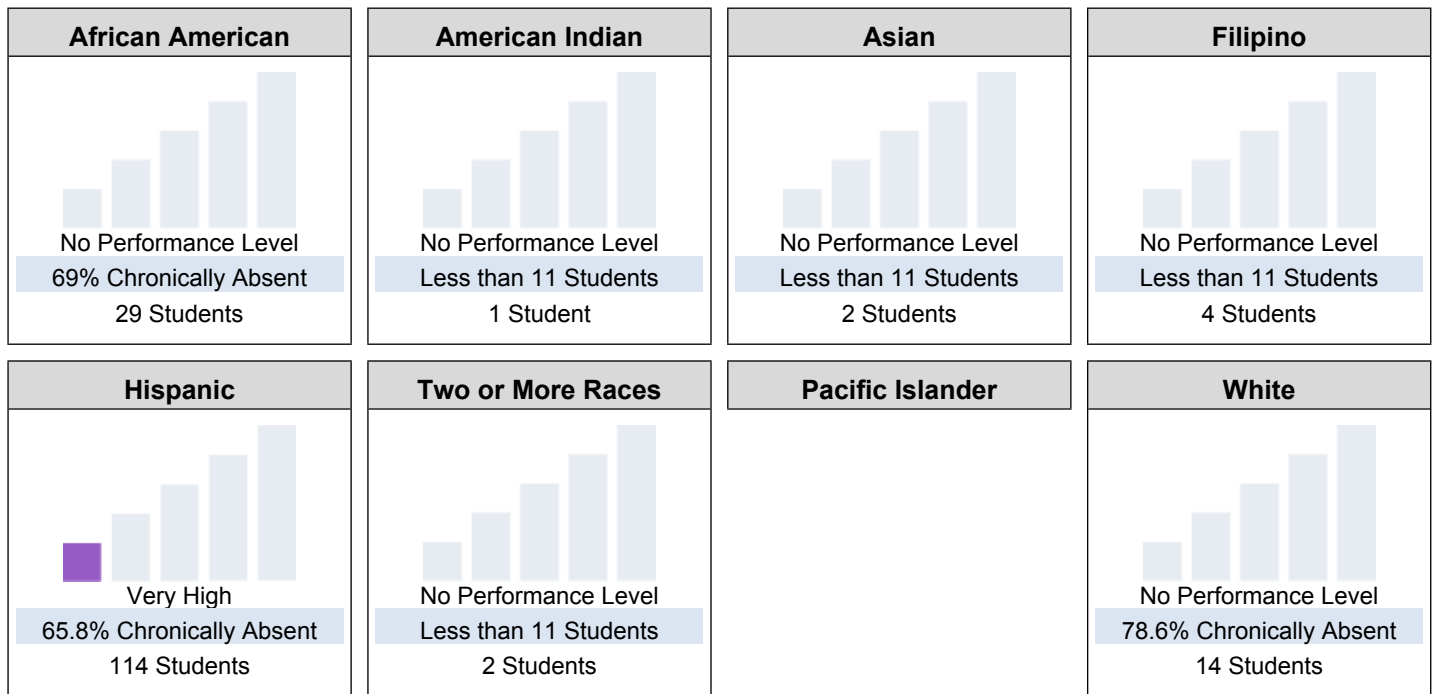 African American
No Performance Level
69% Chronically Absent
29 Students
American Indian
No Performance Level
Less than 11 Students
1 Student
Asian
No Performance Level
Less than 11 Students
2 Students
Filipino
No Performance Level
Less than 11 Students
4 Students
Hispanic
Very High
65.8% Chronically Absent
114 Students
Two or More Races
No Performance Level
Less than 11 Students
2 Students
Pacific Islander
White
No Performance Level
78.6% Chronically Absent
14 Students